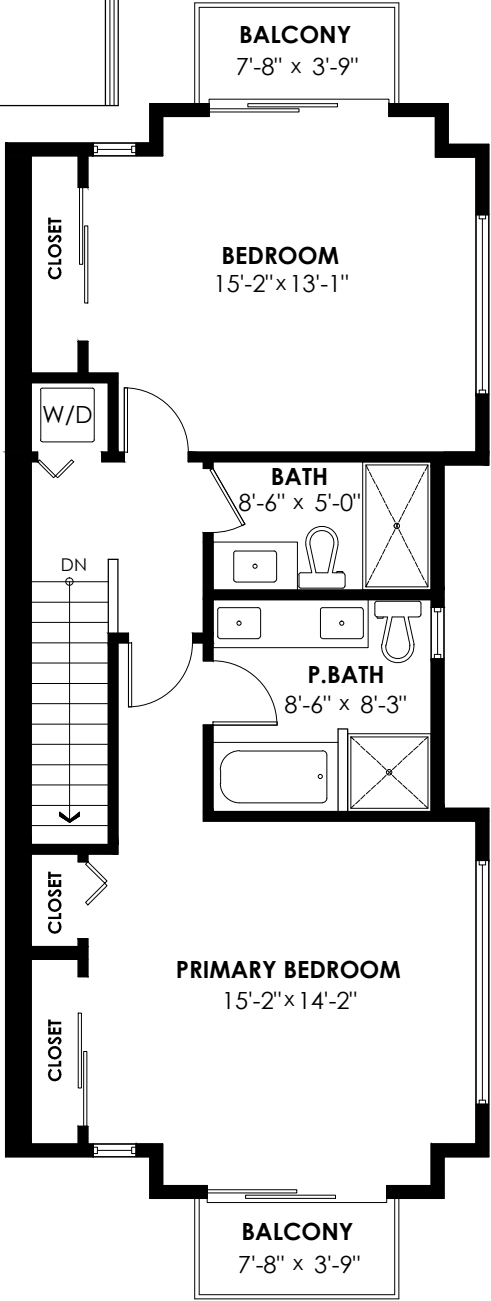 BALCONY
7'-8" x 3'-9"
CLOSET
BEDROOM
15'-2"x13'-1"
W/D
BATH
8'-6" x 5'-0"
DN
P.BATH
8'-6" x 8'-3"
CLOSET
PRIMARY BEDROOM
15'-2"x14'-2"
CLOSET
BALCONY
7'-8" x 3'-9"